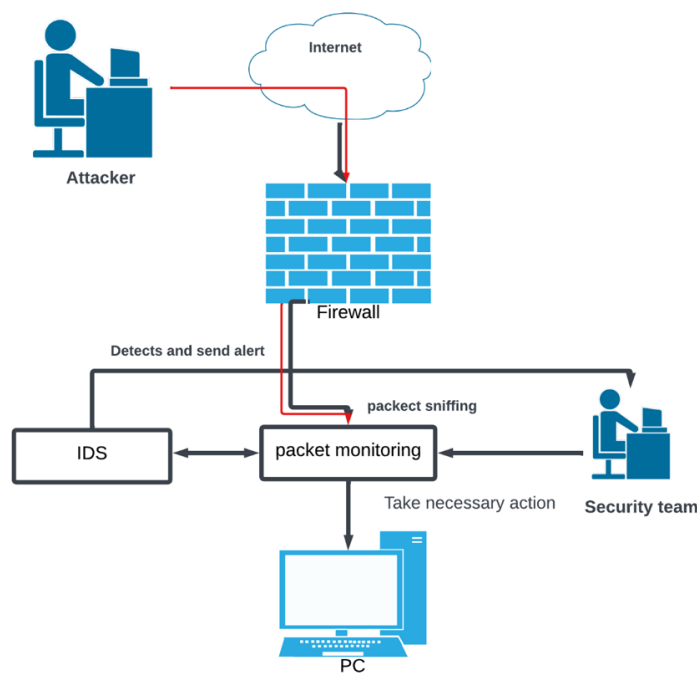 Internet
Attacker
Firewall
Detects and send alert
packect sniffing
IDS
packet monitoring
Take necessary action
Security team
PC